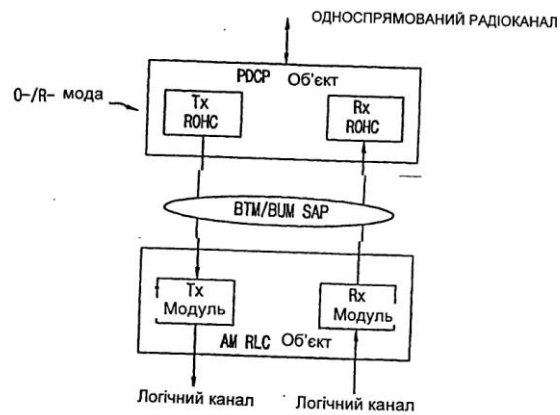 ОДНОСПРЯМОВАНИЙ РАДІОКАНАЛ
PDCP Об'єкт
O-/R- мода
Tx
ROHC
Rx
ROHC
BTM/BUM SAP
Tx
Модуль
Rx
Модуль
AM RLC Об'єкт
Логічний канал
Логічний канал